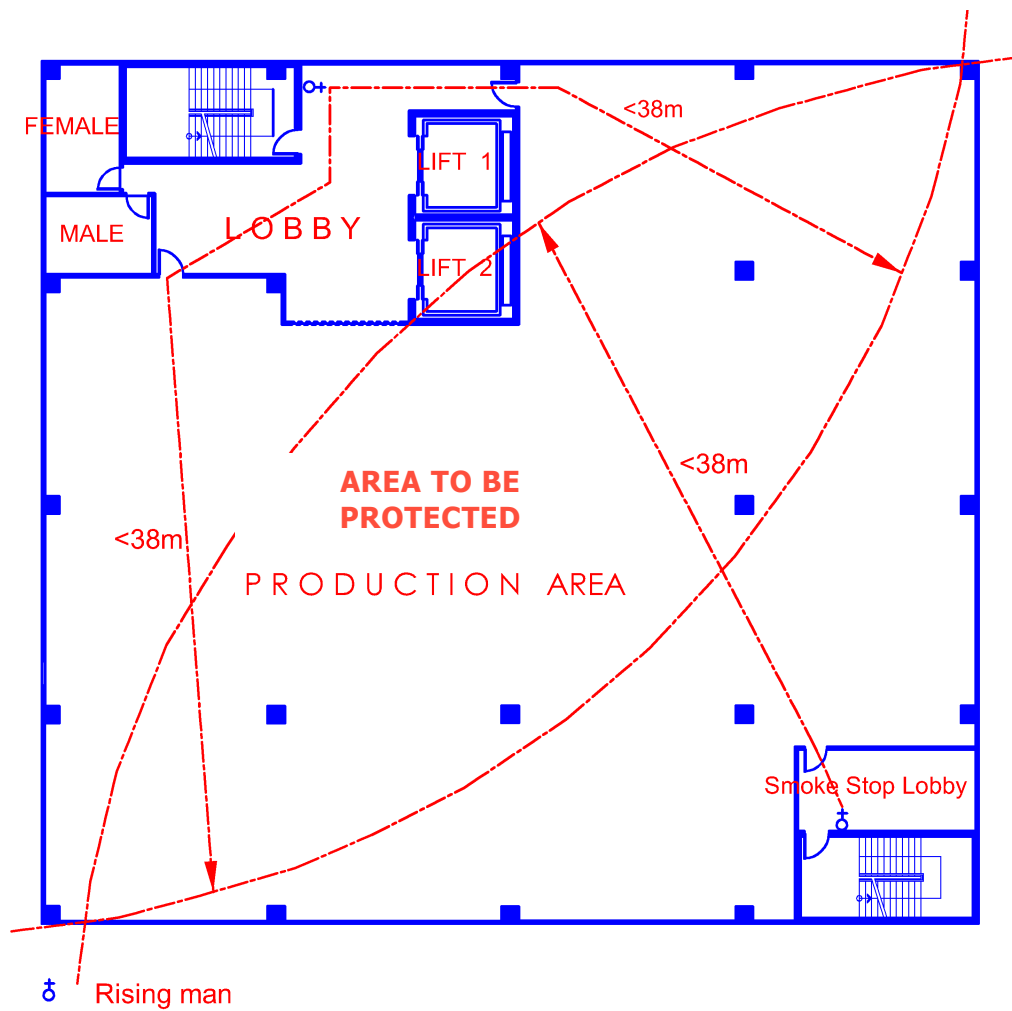 <38m
FEMALE
LIFT 1
MALE
LOBBY
LIFT 2
<38m
AREA TO BE
PROTECTED
<38m
PRODUCTION AREA
Smoke Stop Lobby
Rising man